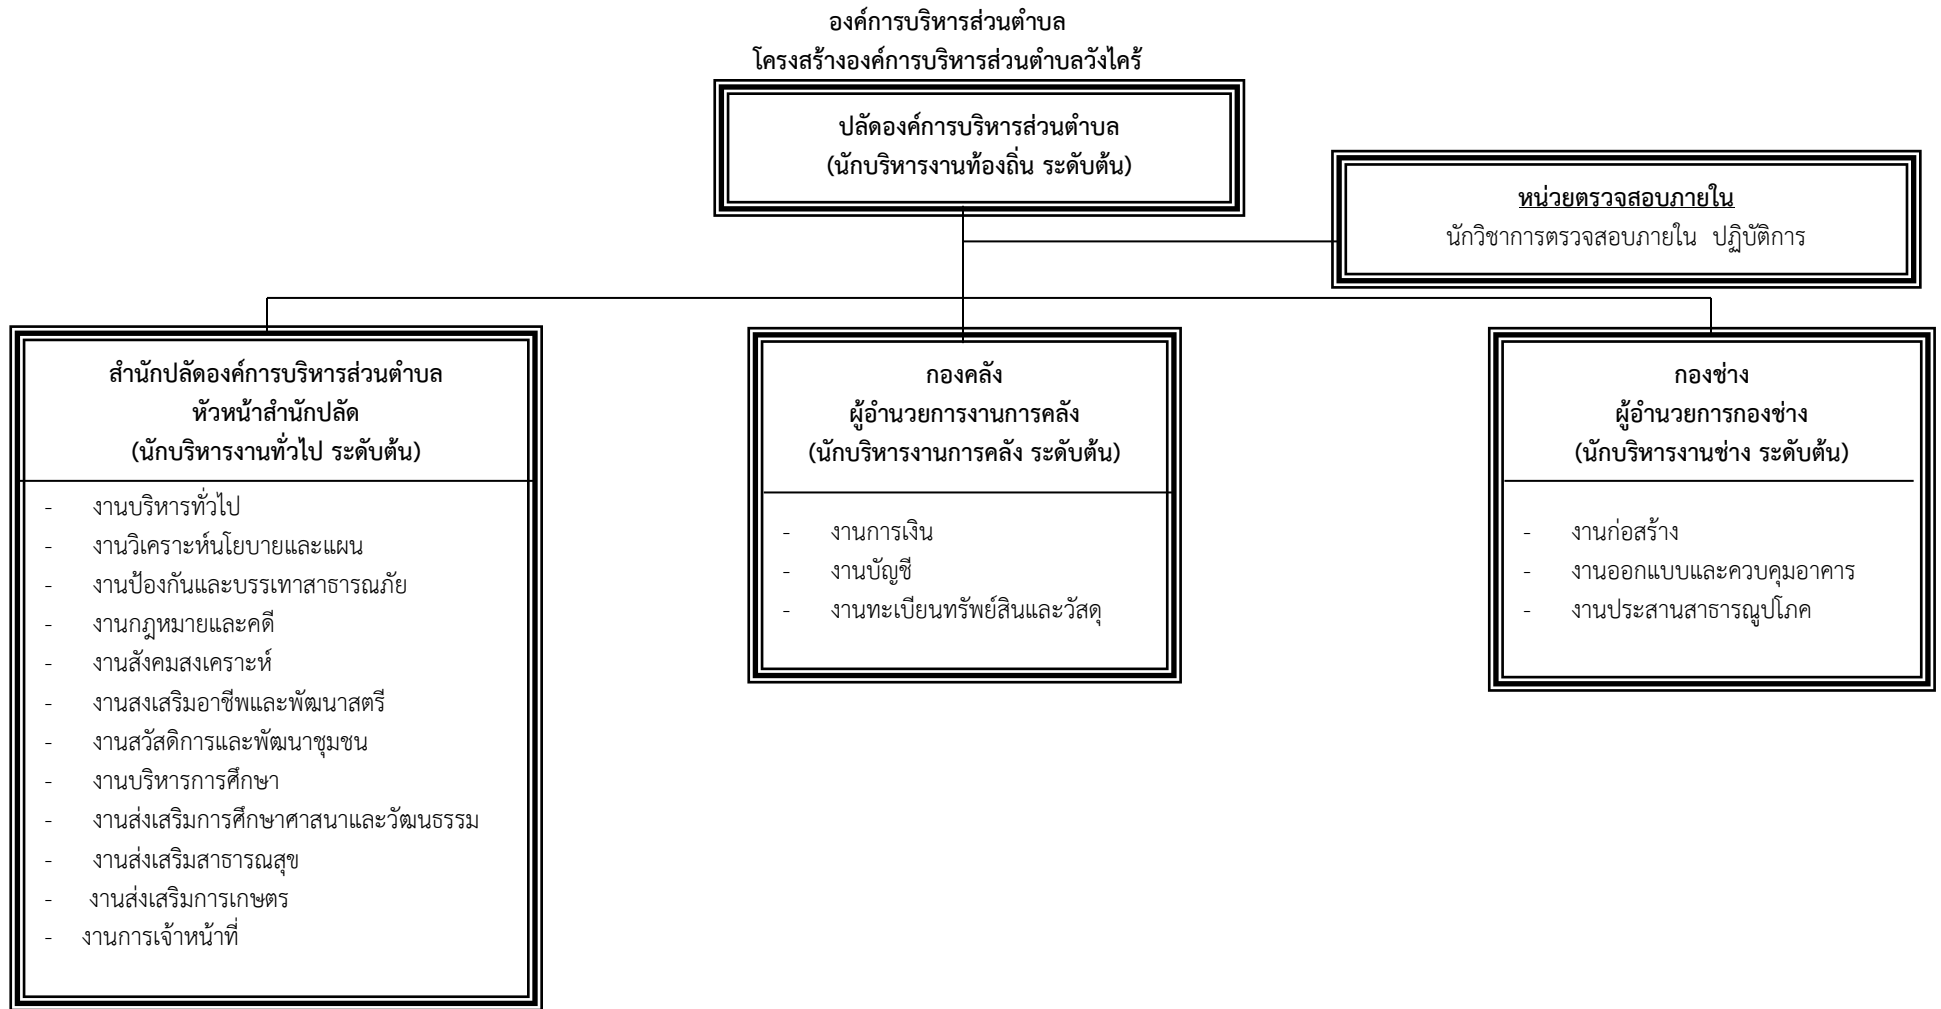 องค์การบริหารส่วนตำบล
โครงสร้างองค์การบริหารส่วนตำบลวังไคร้
ปลัดองค์การบริหารส่วนตำบล
(นักบริหารงานท้องถิ่น ระดับต้น)
หน่วยตรวจสอบภายใน
นักวิชาการตรวจสอบภายใน ปฏิบัติการ
สำนักปลัดองค์การบริหารส่วนตำบล
หัวหน้าสำนักปลัด
(นักบริหารงานทั่วไป ระดับต้น)
- งานบริหารทั่วไป
- งานวิเคราะห์นโยบายและแผน
- งานป้องกันและบรรเทาสาธารณภัย
- งานกฎหมายและคดี
- งานสังคมสงเคราะห์
- งานสงเสริมอาชีพและพัฒนาสตรี
- งานสวัสดิการและพัฒนาชุมชน
- งานบริหารการศึกษา
- งานส่งเสริมการศึกษาศาสนาและวัฒนธรรม
- งานส่งเสริมสาธารณสุข
- งานส่งเสริมการเกษตร
- งานการเจ้าหน้าที่
กองคลัง
ผู้อำนวยการงานการคลัง
(นักบริหารงานการคลัง ระดับต้น)
- งานการเงิน
- งานบัญชี
- งานทะเบียนทรัพย์สินและวัสดุ
กองช่าง
ผู้อำนวยการกองช่าง
(นักบริหารงานช่าง ระดับต้น)
- งานก่อสร้าง
- งานออกแบบและควบคุมอาคาร
- งานประสานสาธารณูปโภค